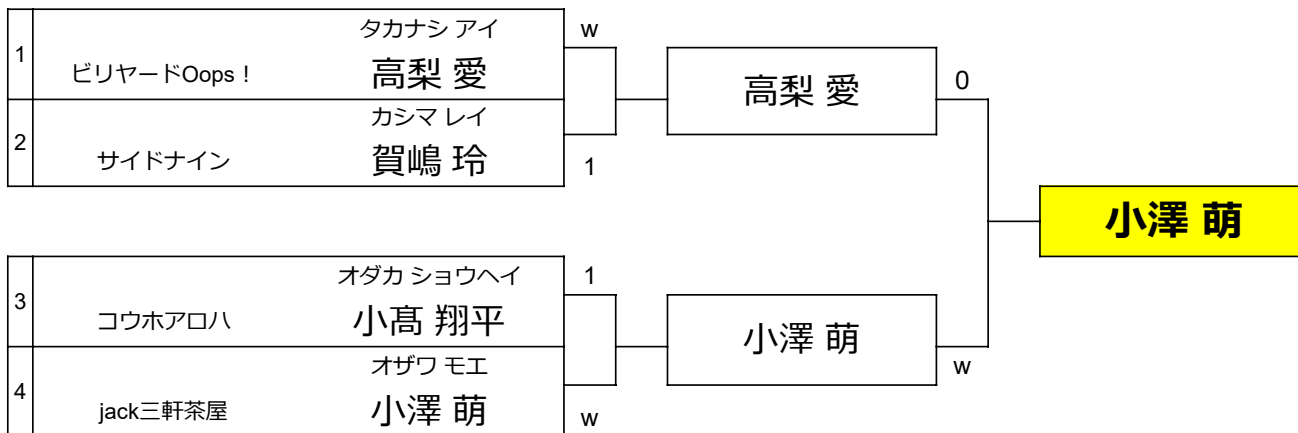 タカナシ アイ
w
1
ビリヤードOops！
高梨 愛
高梨 愛
0
カシマ レイ
2
サイドナイン
賀嶋 玲
1
小澤 萌
オダカ ショウヘイ
1
3
コウホアロハ
小髙 翔平
小澤 萌
オザワ モエ
w
4
jack三軒茶屋
小澤 萌
w